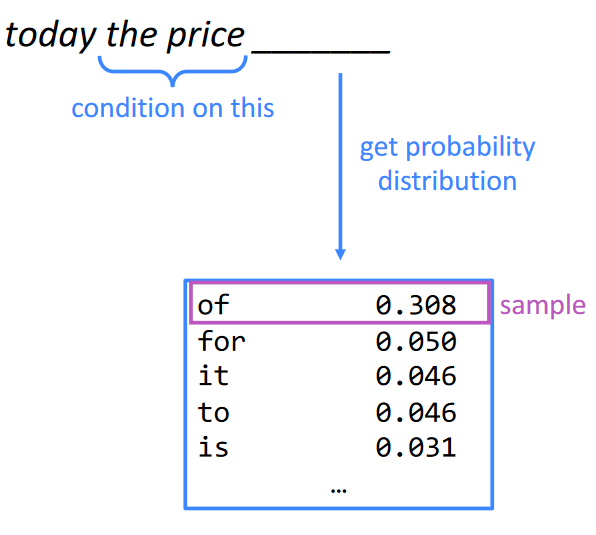 today the price _______
condition on this
get probability
distribution
of 0.308 sample
for 0.050
it 0.046
to 0.046
is 0.031
…